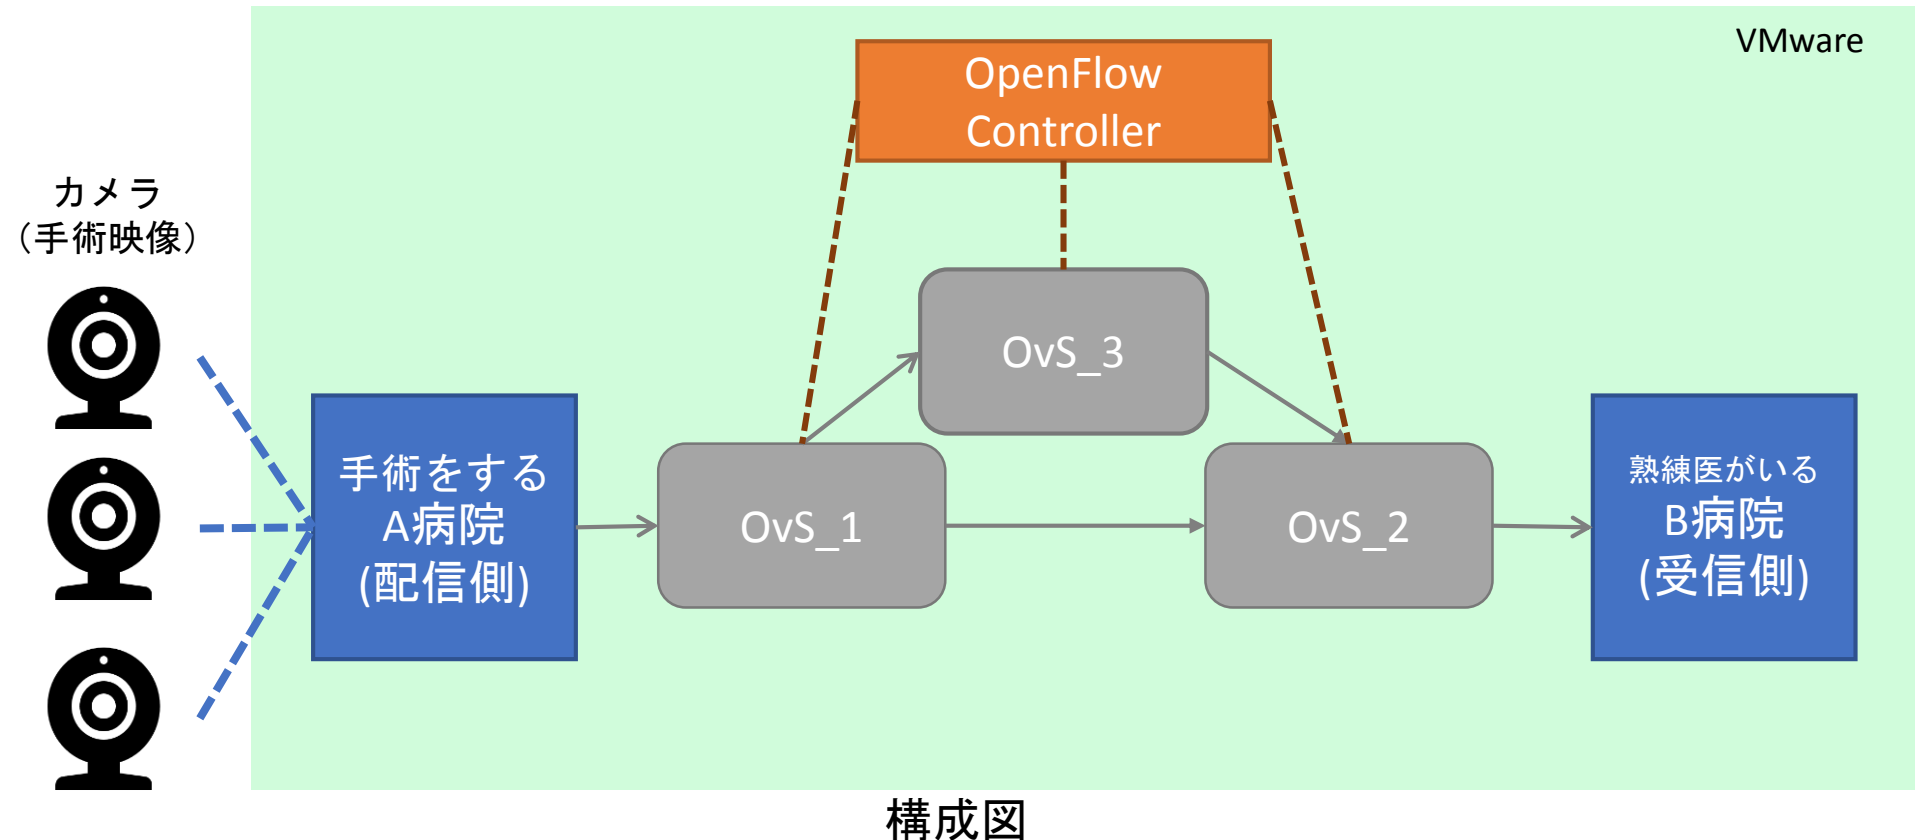 VMware
OpenFlow
Controller
カメラ
（手術映像）
OvS_3
手術をする
A病院
(配信側)
OvS_1
OvS_2
熟練医がいる
B病院
(受信側)
構成図